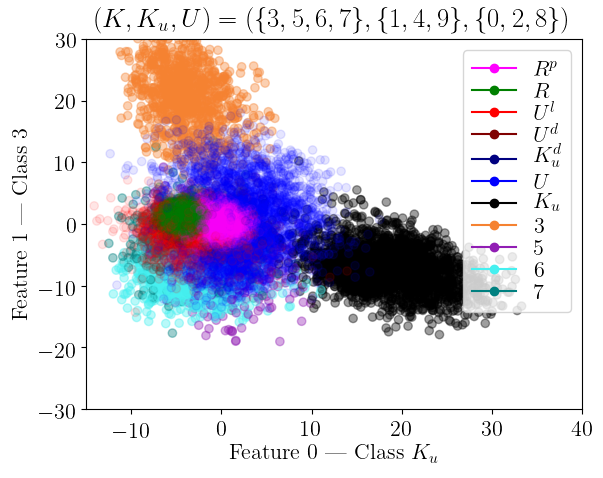 (K, K_u, U) = ({3, 5, 6, 7}, {1, 4, 9}, {0, 2, 8})
30
20
10
0
−10
−20
−30
Feature 1 — Class 3
R^p
R
U^l
U^d
K_u^d
U
K_u
3
5
6
7
−10
0
10
20
30
40
Feature 0 — Class K_u